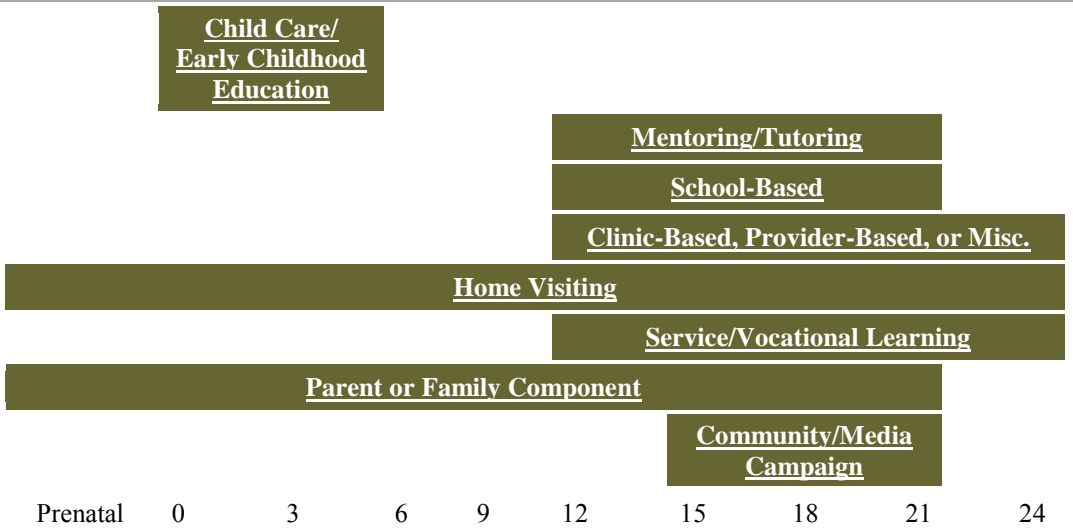 Child Care/
Early Childhood
Education
Mentoring/Tutoring
School-Based
Clinic-Based, Provider-Based, or Misc.
Home Visiting
Service/Vocational Learning
Parent or Family Component
Community/Media
Campaign
Prenatal 0 3 6 9 12 15 18 21 24